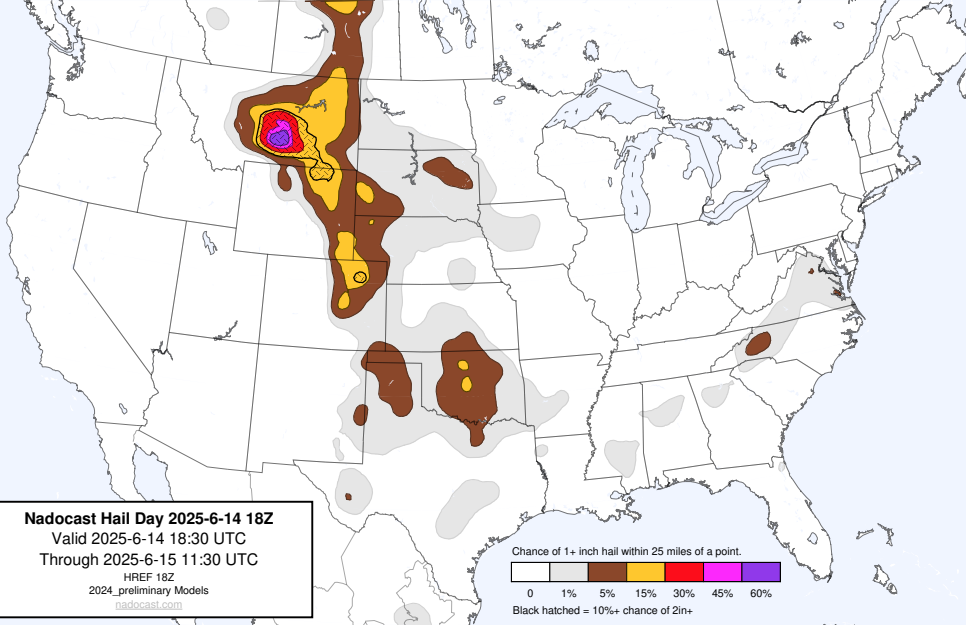 Nadocast Hail Day 2025-6-14 18Z
Valid 2025-6-14 18:30 UTC
Through 2025-6-15 11:30 UTC
HREF 18Z
2024_preliminary Models
nadocast.com
Chance of 1+ inch hail within 25 miles of a point.
0 1% 5% 15% 30% 45% 60%
Black hatched = 10%+ chance of 2in+